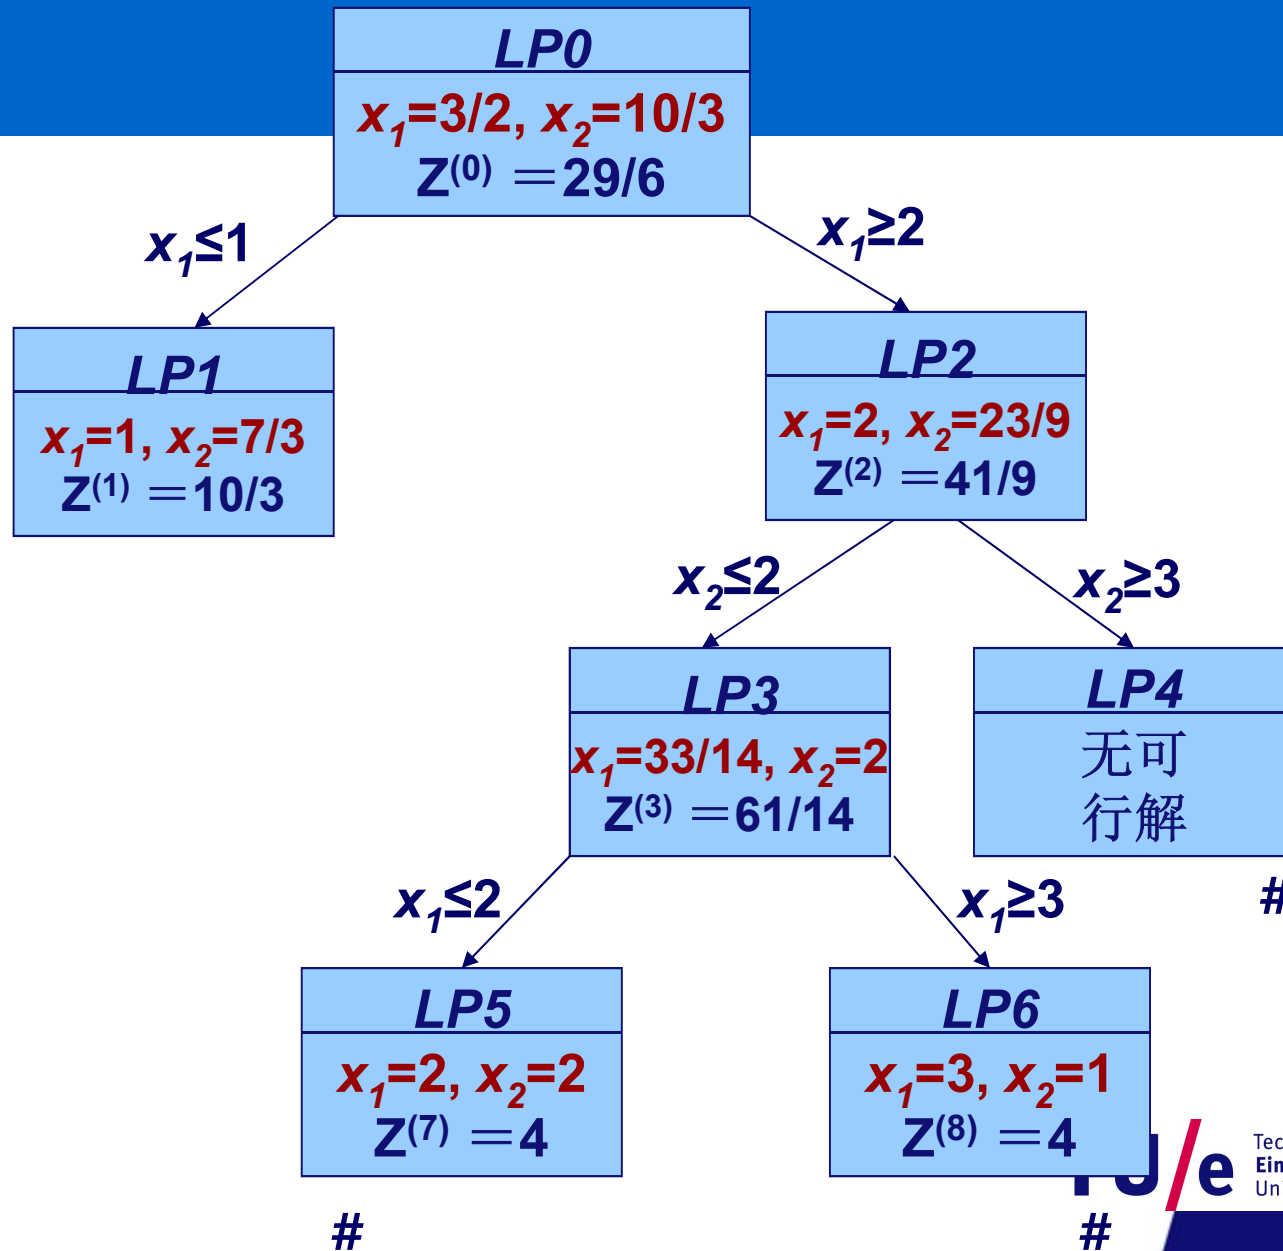 LP0
x₁=3/2, x₂=10/3
Z⁽⁰⁾ ＝29/6
x₁≤1
x₁≥2
LP1
x₁=1, x₂=7/3
Z⁽¹⁾ ＝10/3
LP2
x₁=2, x₂=23/9
Z⁽²⁾ ＝41/9
x₂≤2
x₂≥3
LP3
x₁=33/14, x₂=2
Z⁽³⁾ ＝61/14
LP4
无可
行解
#
x₁≤2
x₁≥3
LP5
x₁=2, x₂=2
Z⁽⁷⁾ ＝4
#
LP6
x₁=3, x₂=1
Z⁽⁸⁾ ＝4
#
/e